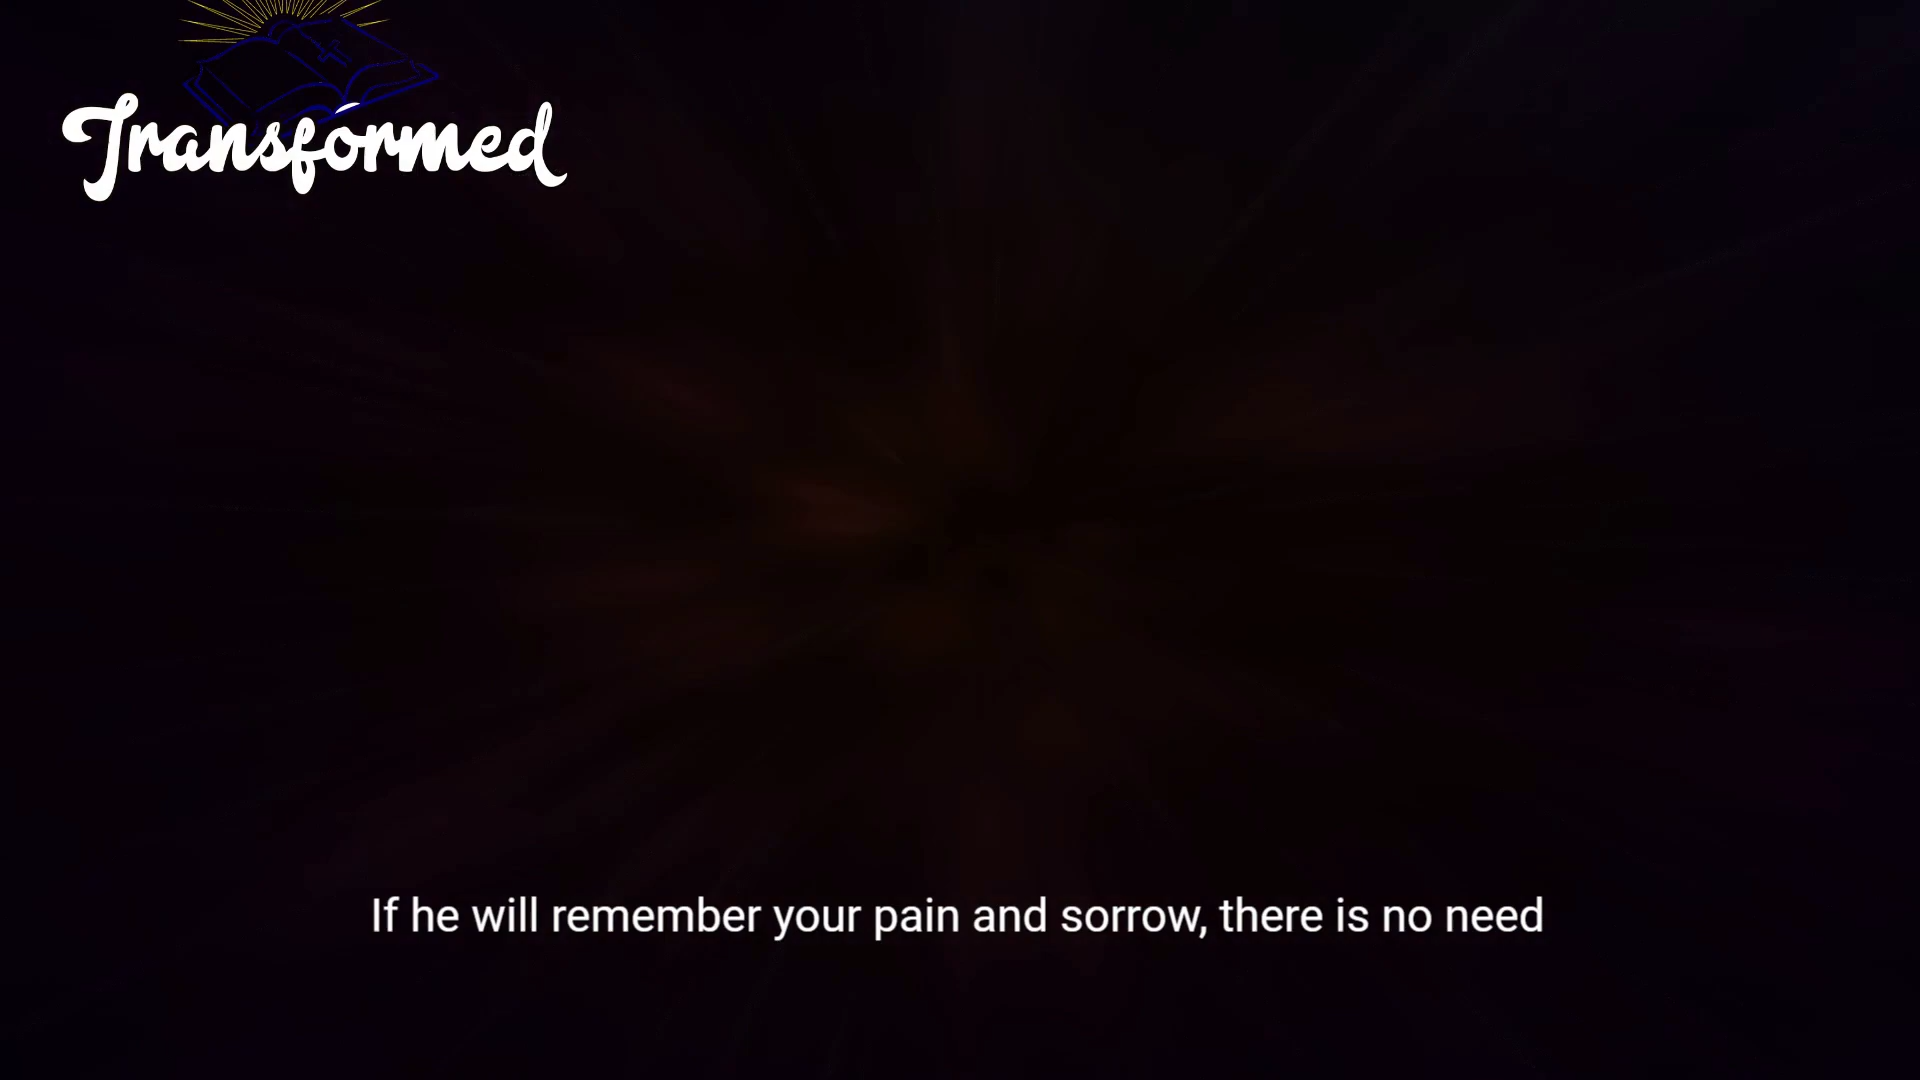 Transformed
If he will remember your pain and sorrow, there is no need